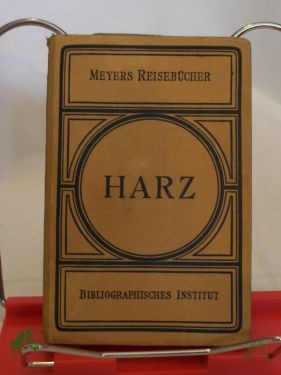 MEYERS REISEBÜCHER
HARZ
BIBLIOGRAPHISCHES INSTITUT